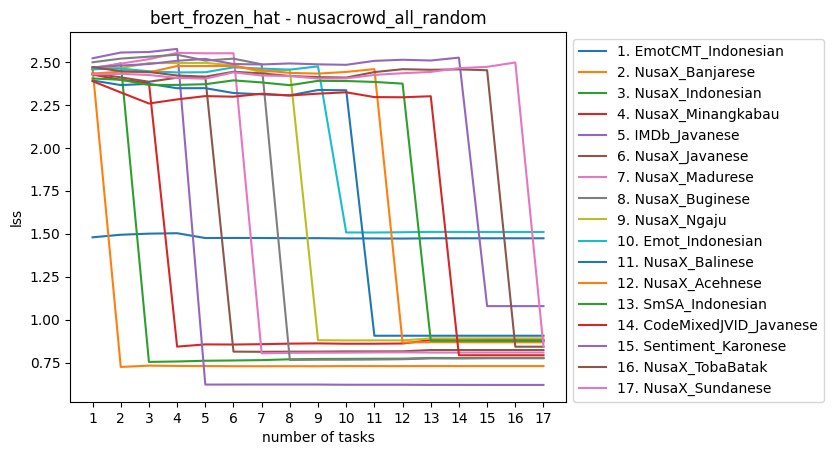 bert_frozen_hat - nusacrowd_all_random
lss
2.50
2.25
2.00
1.75
1.50
1.25
1.00
0.75
1 2 3 4 5 6 7 8 9 10 11 12 13 14 15 16 17
number of tasks
1. EmotCMT_Indonesian
2. NusaX_Banjarese
3. NusaX_Indonesian
4. NusaX_Minangkabau
5. IMDb_Javanese
6. NusaX_Javanese
7. NusaX_Madurese
8. NusaX_Buginese
9. NusaX_Ngaju
10. Emot_Indonesian
11. NusaX_Balinese
12. NusaX_Acehnese
13. SmSA_Indonesian
14. CodeMixedJVID_Javanese
15. Sentiment_Karonese
16. NusaX_TobaBatak
17. NusaX_Sundanese